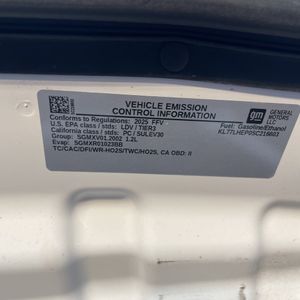 VEHICLE EMISSION
CONTROL INFORMATION
Conforms to Regulations: 2025 FFV
U.S. EPA class / stds: LDV / TIER3
California class / stds: PC / SULEV30
Group: SGMXV01.2002 1.2L
Evap: SGMXR01023BB
TC/CAC/DFI/WR-HO2S/TWC/HO2S, CA OBD: II
gm
GENERAL
MOTORS
LLC
Fuel: Gasoline/Ethanol
KL77LHEP0SC216603